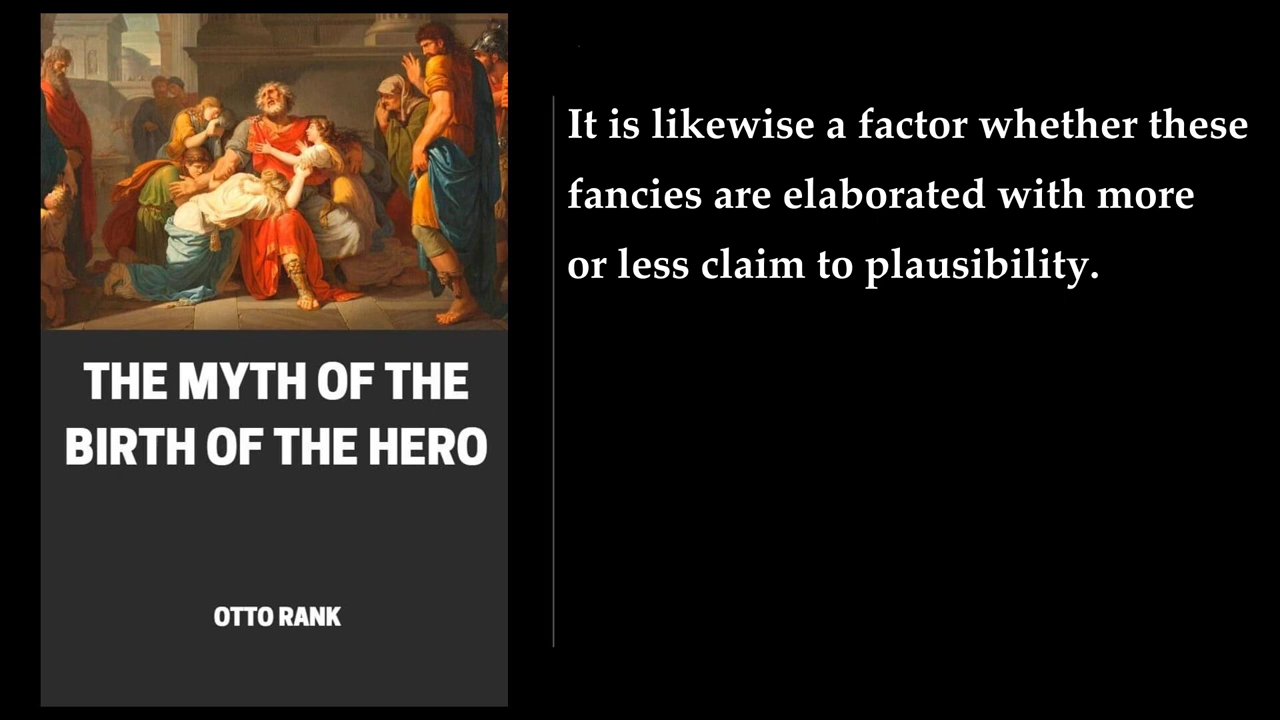 THE MYTH OF THE
BIRTH OF THE HERO
OTTO RANK
It is likewise a factor whether these
fancies are elaborated with more
or less claim to plausibility.